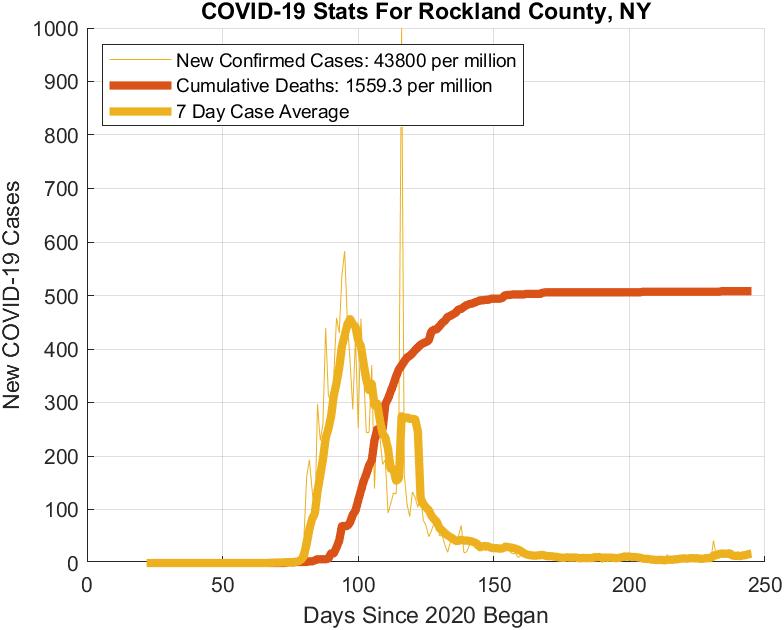 COVID-19 Stats For Rockland County, NY
1000
900
800
700
600
500
400
300
200
100
0
New Confirmed Cases: 43800 per million
Cumulative Deaths: 1559.3 per million
7 Day Case Average
New COVID-19 Cases
0 50 100 150 200 250
Days Since 2020 Began